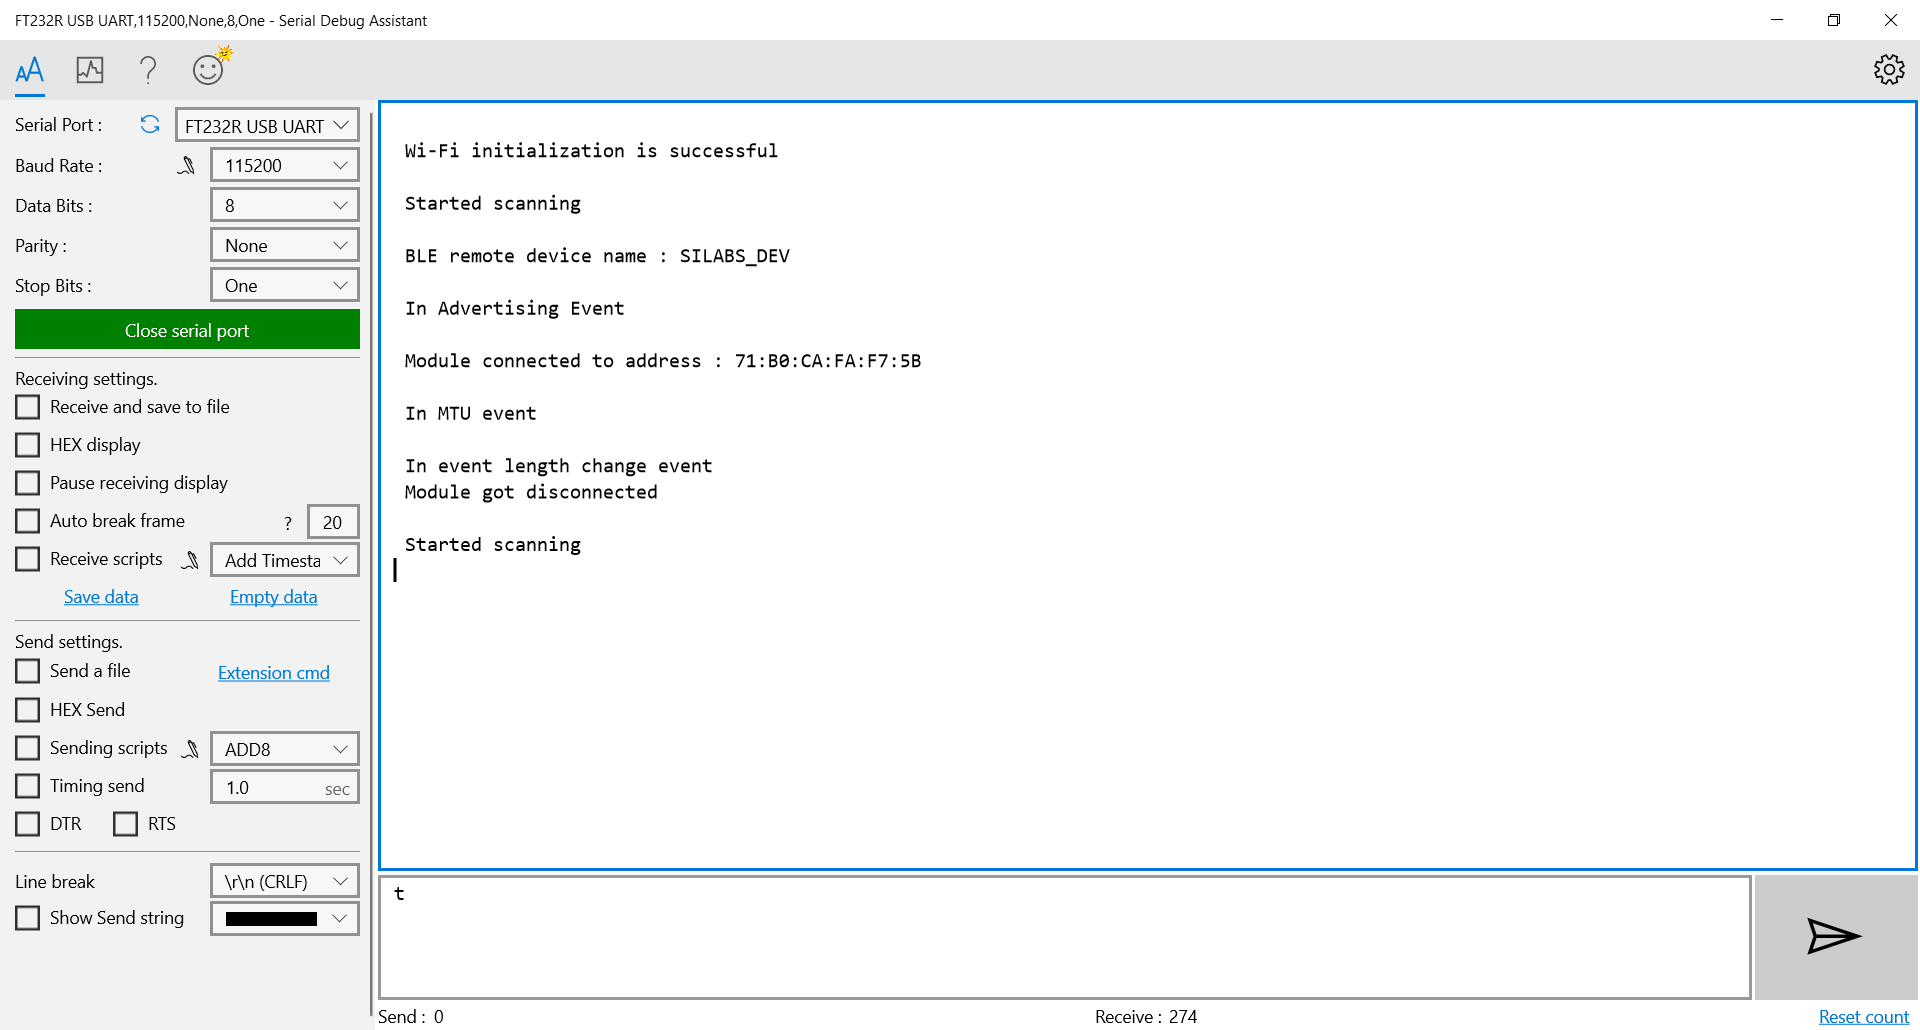 FT232R USB UART,115200,None,8,One - Serial Debug Assistant
Serial Port :
FT232R USB UART
Baud Rate :
115200
Data Bits :
8
Parity :
None
Stop Bits :
One
Close serial port
Receiving settings.
Receive and save to file
HEX display
Pause receiving display
Auto break frame ? 20
Receive scripts Add Timesta
Save data Empty data
Send settings.
Send a file Extension cmd
HEX Send
Sending scripts ADD8
Timing send 1.0 sec
DTR RTS
Line break \r\n (CRLF)
Show Send string
Wi-Fi initialization is successful
Started scanning
BLE remote device name : SILABS_DEV
In Advertising Event
Module connected to address : 71:B0:CA:FA:F7:5B
In MTU event
In event length change event
Module got disconnected
Started scanning
t
Send : 0 Receive : 274 Reset count